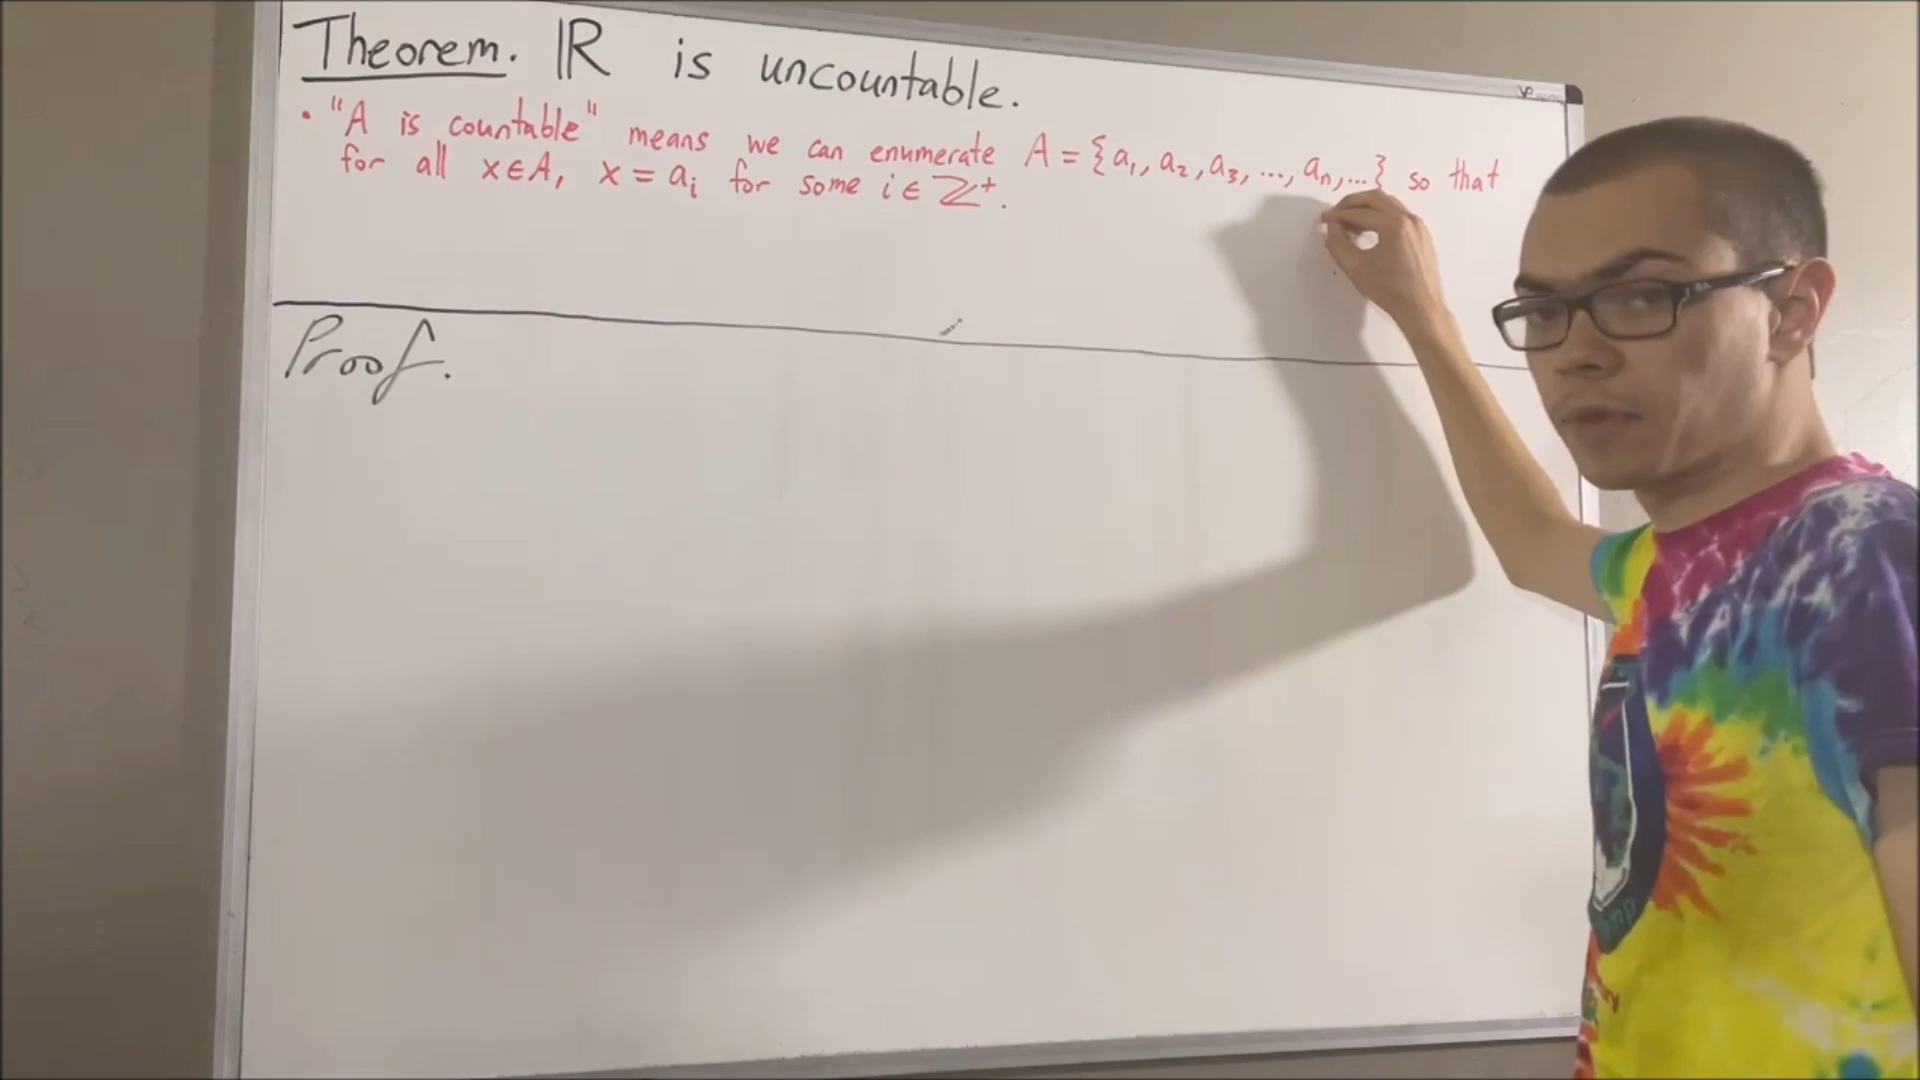 Theorem. ℝ is uncountable.
• "A is countable" means we can enumerate A = {a₁, a₂, a₃, ..., aₙ, ...} so that
for all x∈A, x = aᵢ for some i∈ℤ⁺.
Proof.